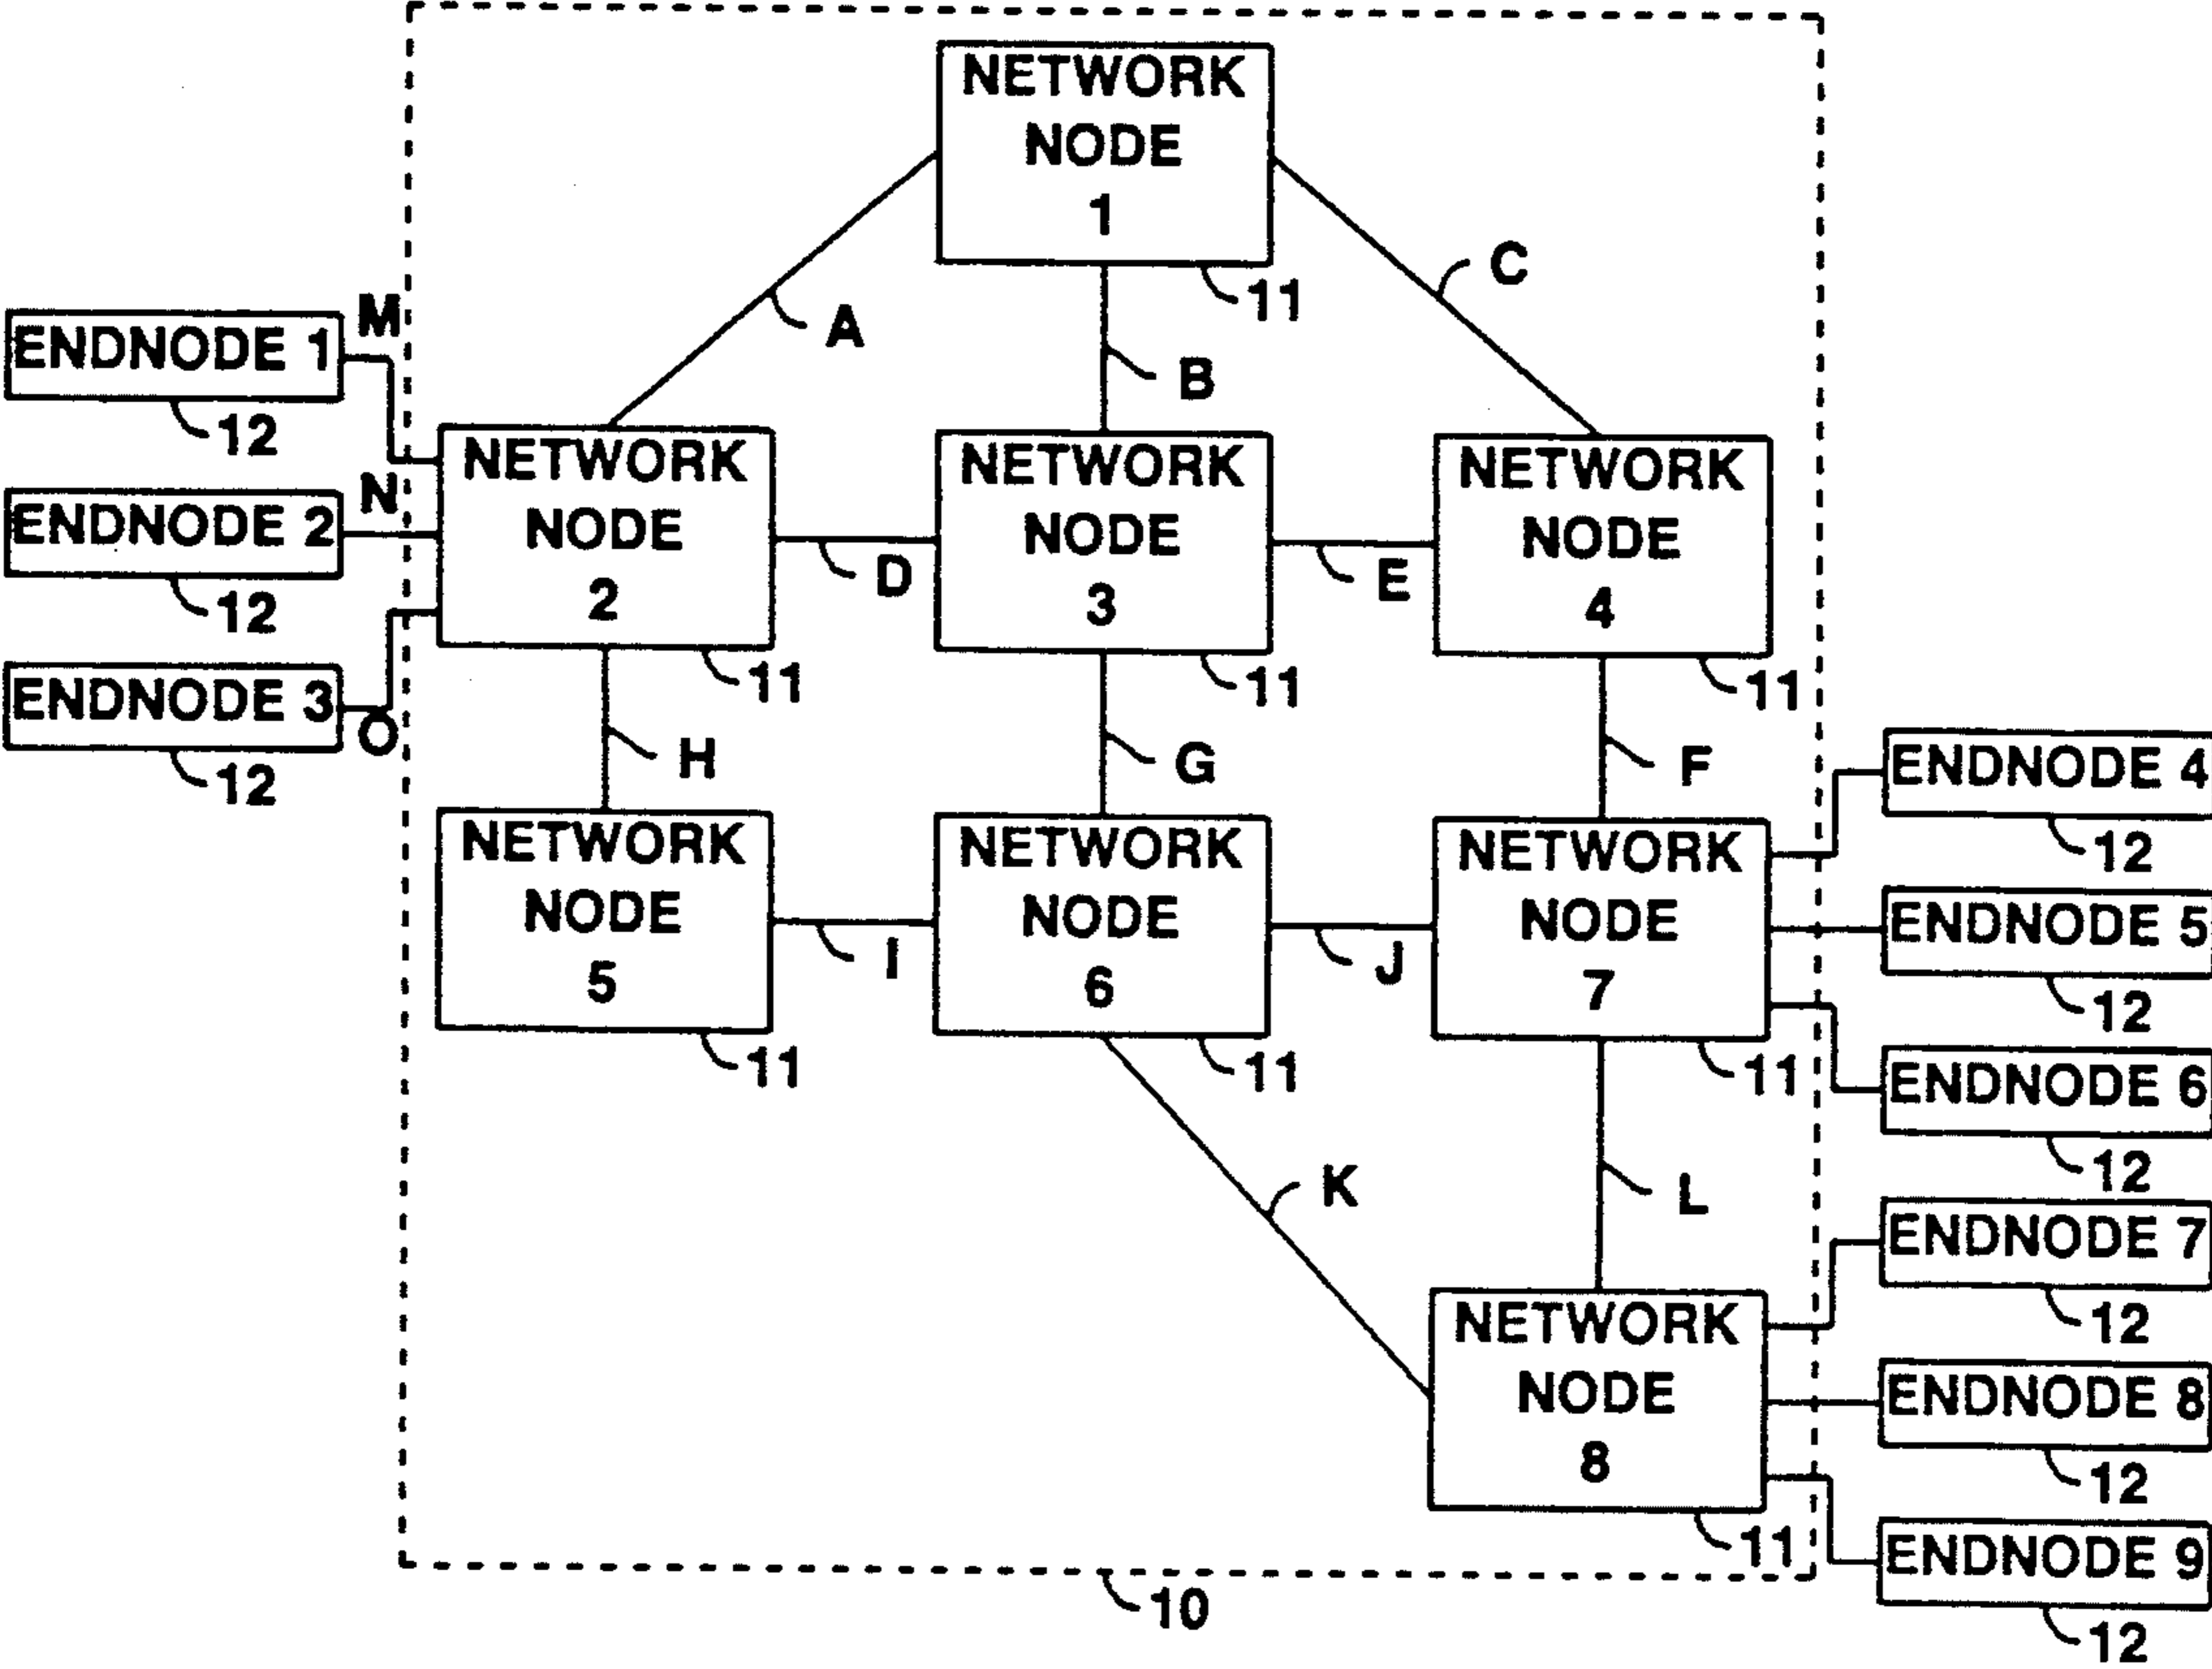 NETWORK
NODE
1
11
A
B
C
M
ENDNODE 1
12
N
ENDNODE 2
12
ENDNODE 3
O
12
NETWORK
NODE
2
11
D
NETWORK
NODE
3
11
E
NETWORK
NODE
4
11
H
G
F
NETWORK
NODE
5
11
I
NETWORK
NODE
6
11
J
NETWORK
NODE
7
11
ENDNODE 4
12
ENDNODE 5
12
ENDNODE 6
12
K
L
NETWORK
NODE
8
11
ENDNODE 7
12
ENDNODE 8
12
ENDNODE 9
12
10